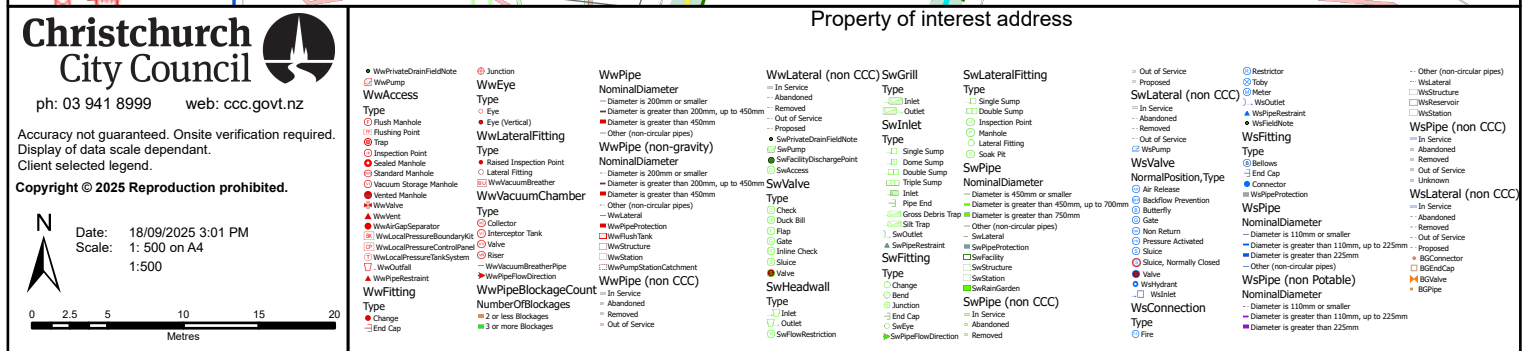 Christchurch
City Council
ph: 03 941 8999 web: ccc.govt.nz
Accuracy not guaranteed. Onsite verification required.
Display of data scale dependant.
Client selected legend.
Copyright © 2025 Reproduction prohibited.
N
Date: 18/09/2025 3:01 PM
Scale: 1: 500 on A4
1:500
0 2.5 5 10 15 20
Metres
Property of interest address
WwPrivateDrainFieldNote
WwPump
WwAccess
Type
Flush Manhole
Flushing Point
Trap
Inspection Point
Sealed Manhole
Standard Manhole
Vacuum Storage Manhole
Vented Manhole
WwValve
WwVent
WwAirGapSeparator
WwLocalPressureBoundaryKit
WwLocalPressureControlPanel
WwLocalPressureTankSystem
WwOutfall
WwPipeRestraint
WwFitting
Type
Change
End Cap
Junction
WwEye
Type
Eye
Eye (Vertical)
WwLateralFitting
Type
Raised Inspection Point
Lateral Fitting
WwVacuumBreather
WwVacuumChamber
Type
Collector
Interceptor Tank
Valve
Riser
WwVacuumBreatherPipe
WwPipeFlowDirection
WwPipeBlockageCount
NumberOfBlockages
2 or less Blockages
3 or more Blockages
WwPipe
NominalDiameter
Diameter is 200mm or smaller
Diameter is greater than 200mm, up to 450mm
Diameter is greater than 450mm
Other (non-circular pipes)
WwPipe (non-gravity)
NominalDiameter
Diameter is 200mm or smaller
Diameter is greater than 200mm, up to 450mm
Diameter is greater than 450mm
Other (non-circular pipes)
WwLateral
WwPipeProtection
WwFlushTank
WwStructure
WwStation
WwPumpStationCatchment
WwPipe (non CCC)
In Service
Abandoned
Removed
Out of Service
WwLateral (non CCC)
In Service
Abandoned
Removed
Out of Service
Proposed
SwPrivateDrainFieldNote
SwPump
SwFacilityDischargePoint
SwAccess
SwValve
Type
Check
Duck Bill
Flap
Gate
Inline Check
Sluice
Valve
SwHeadwall
Type
Inlet
Outlet
SwFlowRestriction
SwGrill
Type
Inlet
Outlet
SwInlet
Type
Single Sump
Dome Sump
Double Sump
Triple Sump
Inlet
Pipe End
Gross Debris Trap
Silt Trap
SwOutlet
SwPipeRestraint
SwFitting
Type
Change
Bend
Junction
End Cap
SwEye
SwPipeFlowDirection
SwLateralFitting
Type
Single Sump
Double Sump
Inspection Point
Manhole
Lateral Fitting
Soak Pit
SwPipe
NominalDiameter
Diameter is 450mm or smaller
Diameter is greater than 450mm, up to 700mm
Diameter is greater than 750mm
Other (non-circular pipes)
SwLateral
SwPipeProtection
SwFacility
SwStructure
SwStation
SwRainGarden
SwPipe (non CCC)
In Service
Abandoned
Removed
Out of Service
Proposed
SwLateral (non CCC)
In Service
Abandoned
Removed
Out of Service
WsPump
WsValve
NormalPosition,Type
Air Release
Backflow Prevention
Butterfly
Gate
Non Return
Pressure Activated
Sluice
Sluice, Normally Closed
Valve
WsHydrant
WsInlet
WsConnection
Type
Fire
Restrictor
Toby
Meter
WsOutlet
WsPipeRestraint
WsFieldNote
WsFitting
Type
Bellows
End Cap
Connector
WsPipeProtection
WsPipe
NominalDiameter
Diameter is 110mm or smaller
Diameter is greater than 110mm, up to 225mm
Diameter is greater than 225mm
Other (non-circular pipes)
WsPipe (non Potable)
NominalDiameter
Diameter is 110mm or smaller
Diameter is greater than 110mm, up to 225mm
Diameter is greater than 225mm
Other (non-circular pipes)
WsLateral
WsStructure
WsReservoir
WsStation
WsPipe (non CCC)
In Service
Abandoned
Removed
Out of Service
Unknown
WsLateral (non CCC)
In Service
Abandoned
Removed
Out of Service
Proposed
BGConnector
BGEndCap
BGValve
BGPipe